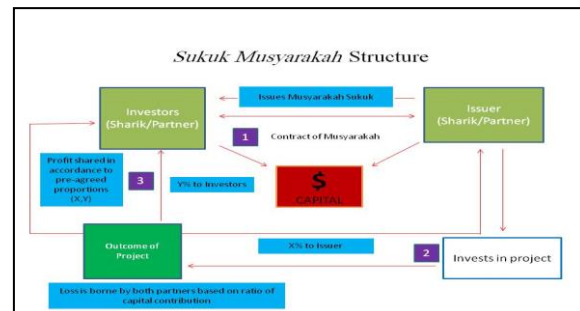 Sukuk Musyarakah Structure
Issues Musyarakah Sukuk
Investors
(Sharik/Partner)
Issuer
(Sharik/Partner)
1
Contract of Musyarakah
Profit shared in
accordance to
pre-agreed proportions
(X,Y)
3
Y% to Investors
$
CAPITAL
Outcome of
Project
X% to Issuer
2
Invests in project
Loss is borne by both partners based on ratio of
capital contribution